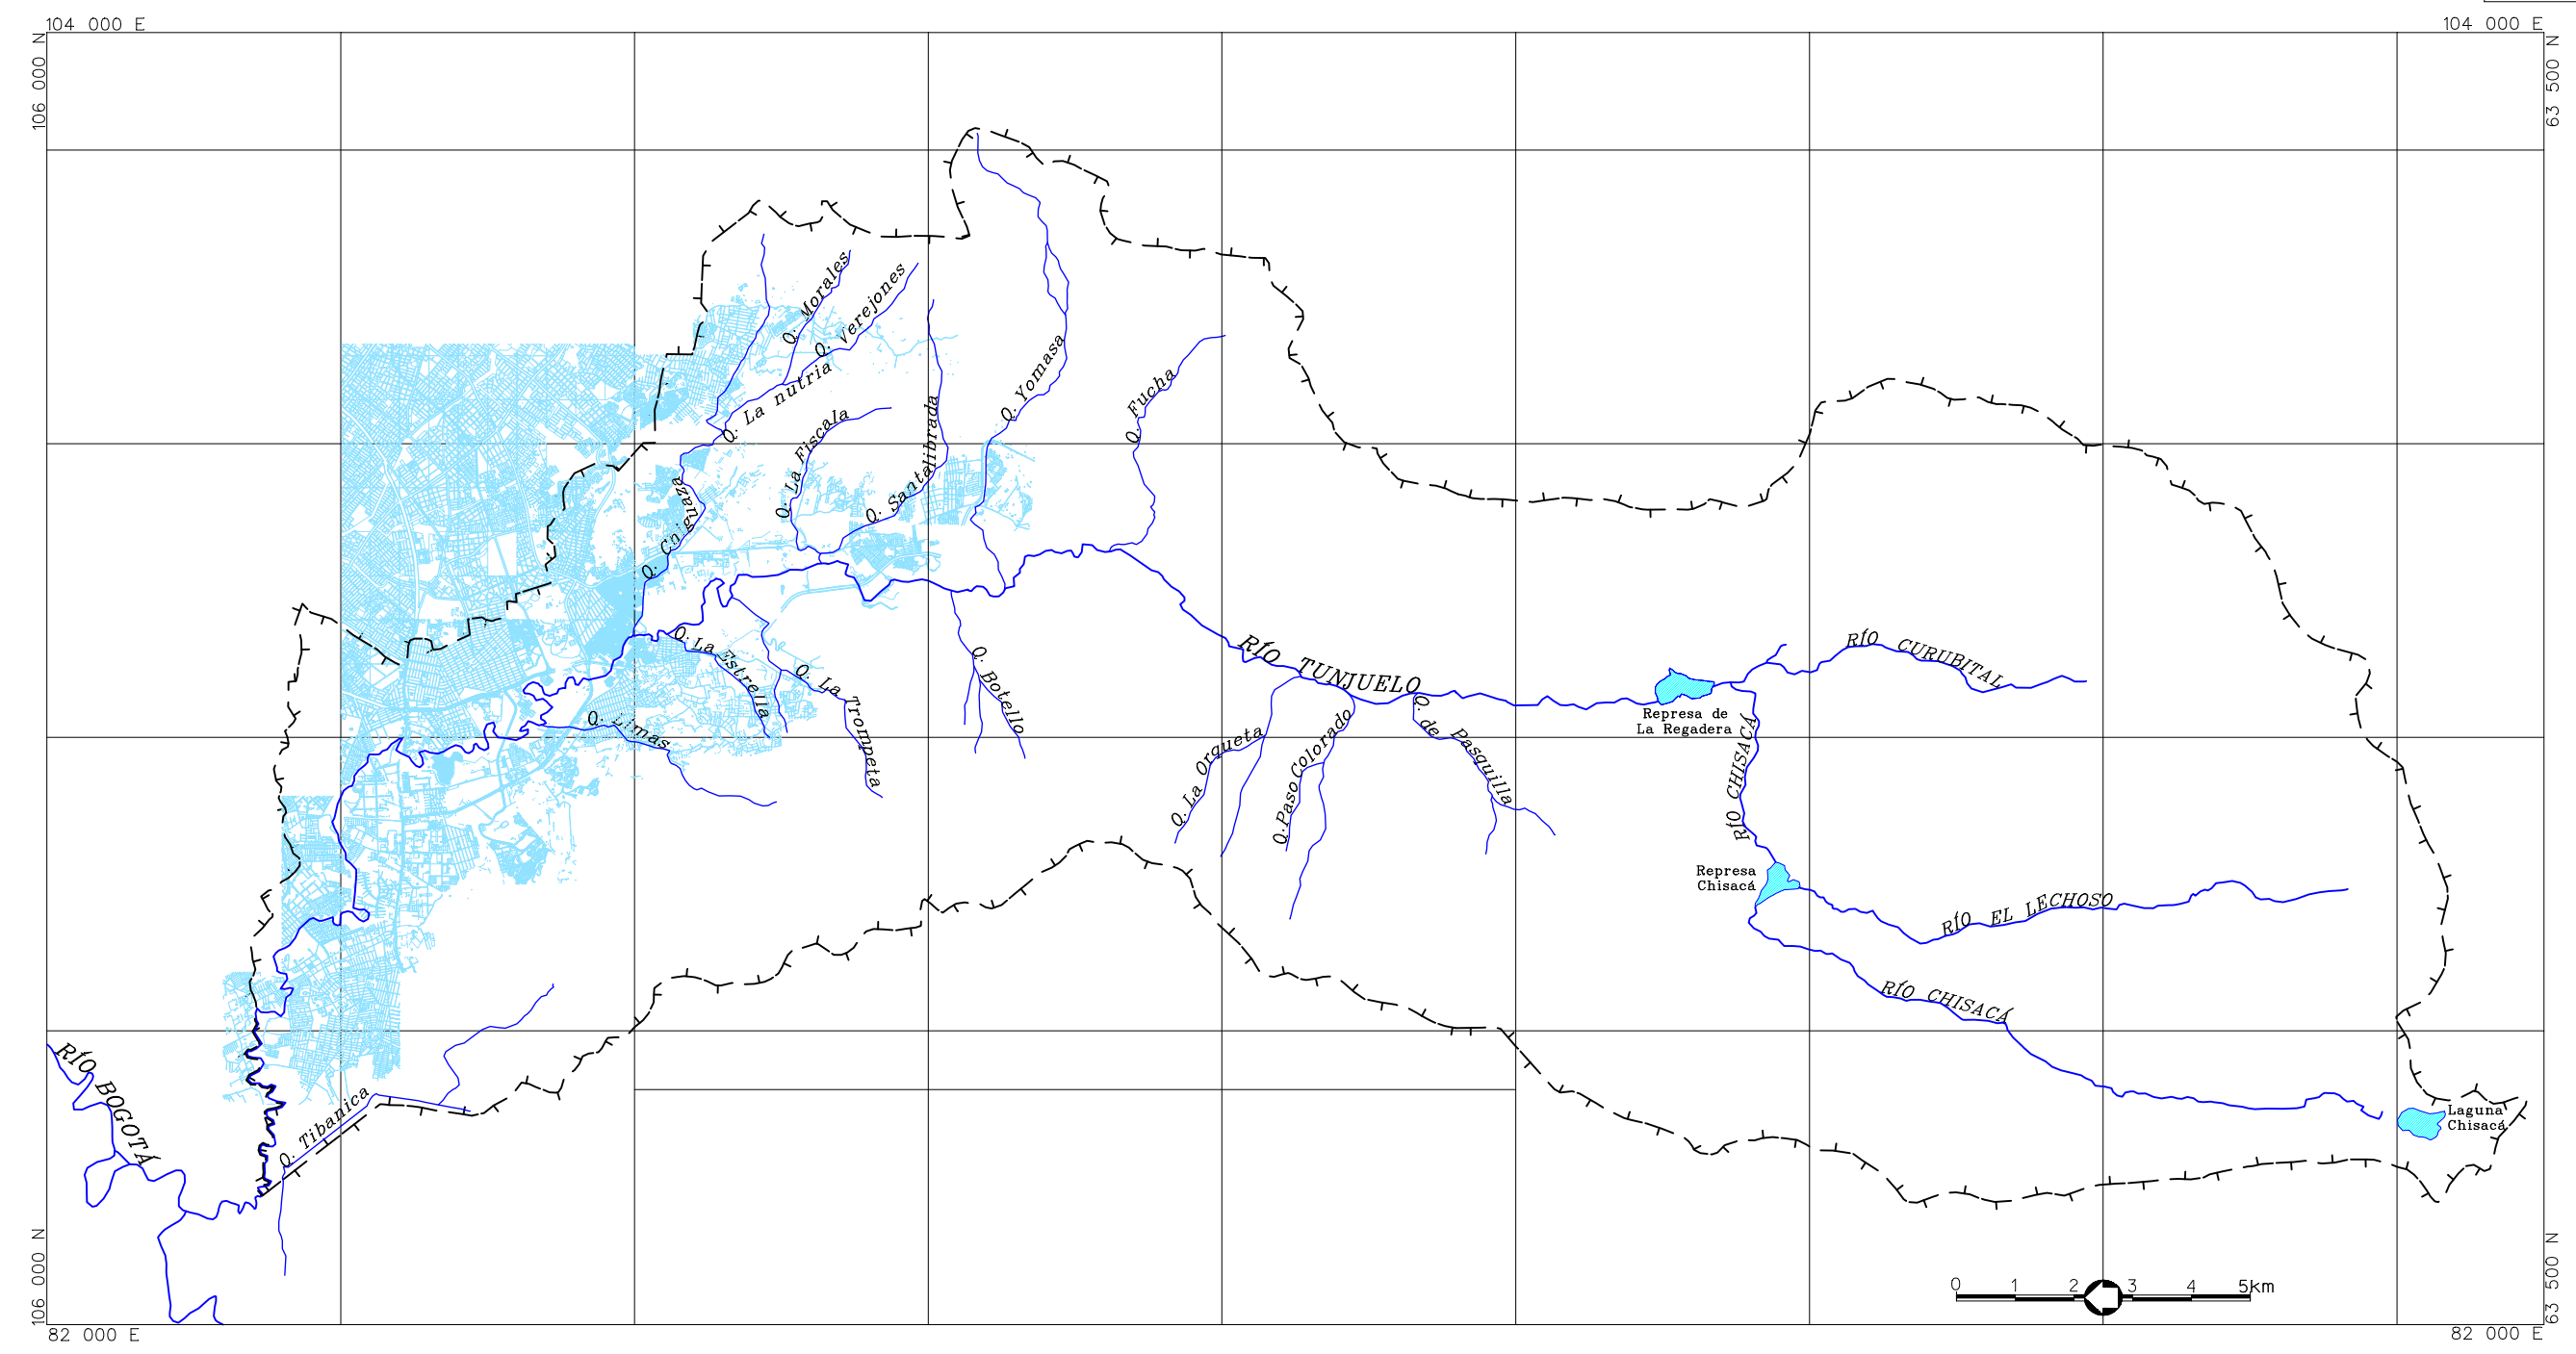 104 000 E
104 000 E
106 000 N
63 500 N
Q. Morales
Q. Verejones
Q. La nutria
Q. La Fiscala
Q. Santalibrada
Q. Yomasa
Q. Fucha
Q. Chiguaza
Q. La Estrella
Q. La Trompeta
Q. Limas
Q. Botello
RÍO TUNJUELO
Q. La Orqueta
Q. Paso Colorado
Q. de Pasquilla
RÍO CURUBITAL
Represa de
La Regadera
RÍO CHISACÁ
Represa
Chisacá
RÍO EL LECHOSO
RÍO CHISACÁ
RÍO BOGOTÁ
Q. Tibanica
Laguna
Chisacá
0 1 2 3 4 5km
106 000 N
63 500 N
82 000 E
82 000 E